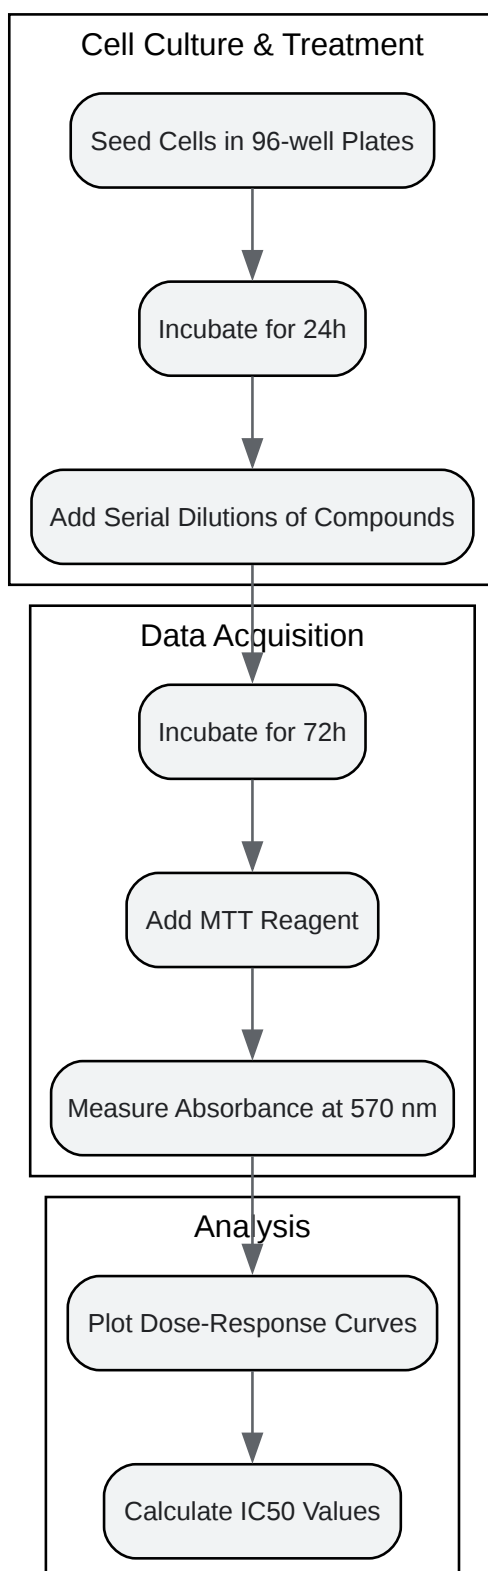 Cell Culture & Treatment
Seed Cells in 96-well Plates
Incubate for 24h
Add Serial Dilutions of Compounds
Data Acquisition
Incubate for 72h
Add MTT Reagent
Measure Absorbance at 570 nm
Analysis
Plot Dose-Response Curves
Calculate IC50 Values